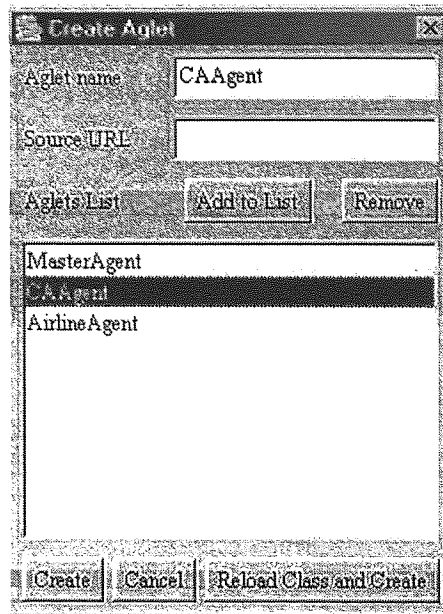 Create Aglet
Aglet name CAAgent
Source URL
Aglets List Add to List Remove
MasterAgent
CAAgent
AirlineAgent
Create Cancel Reload Class and Create